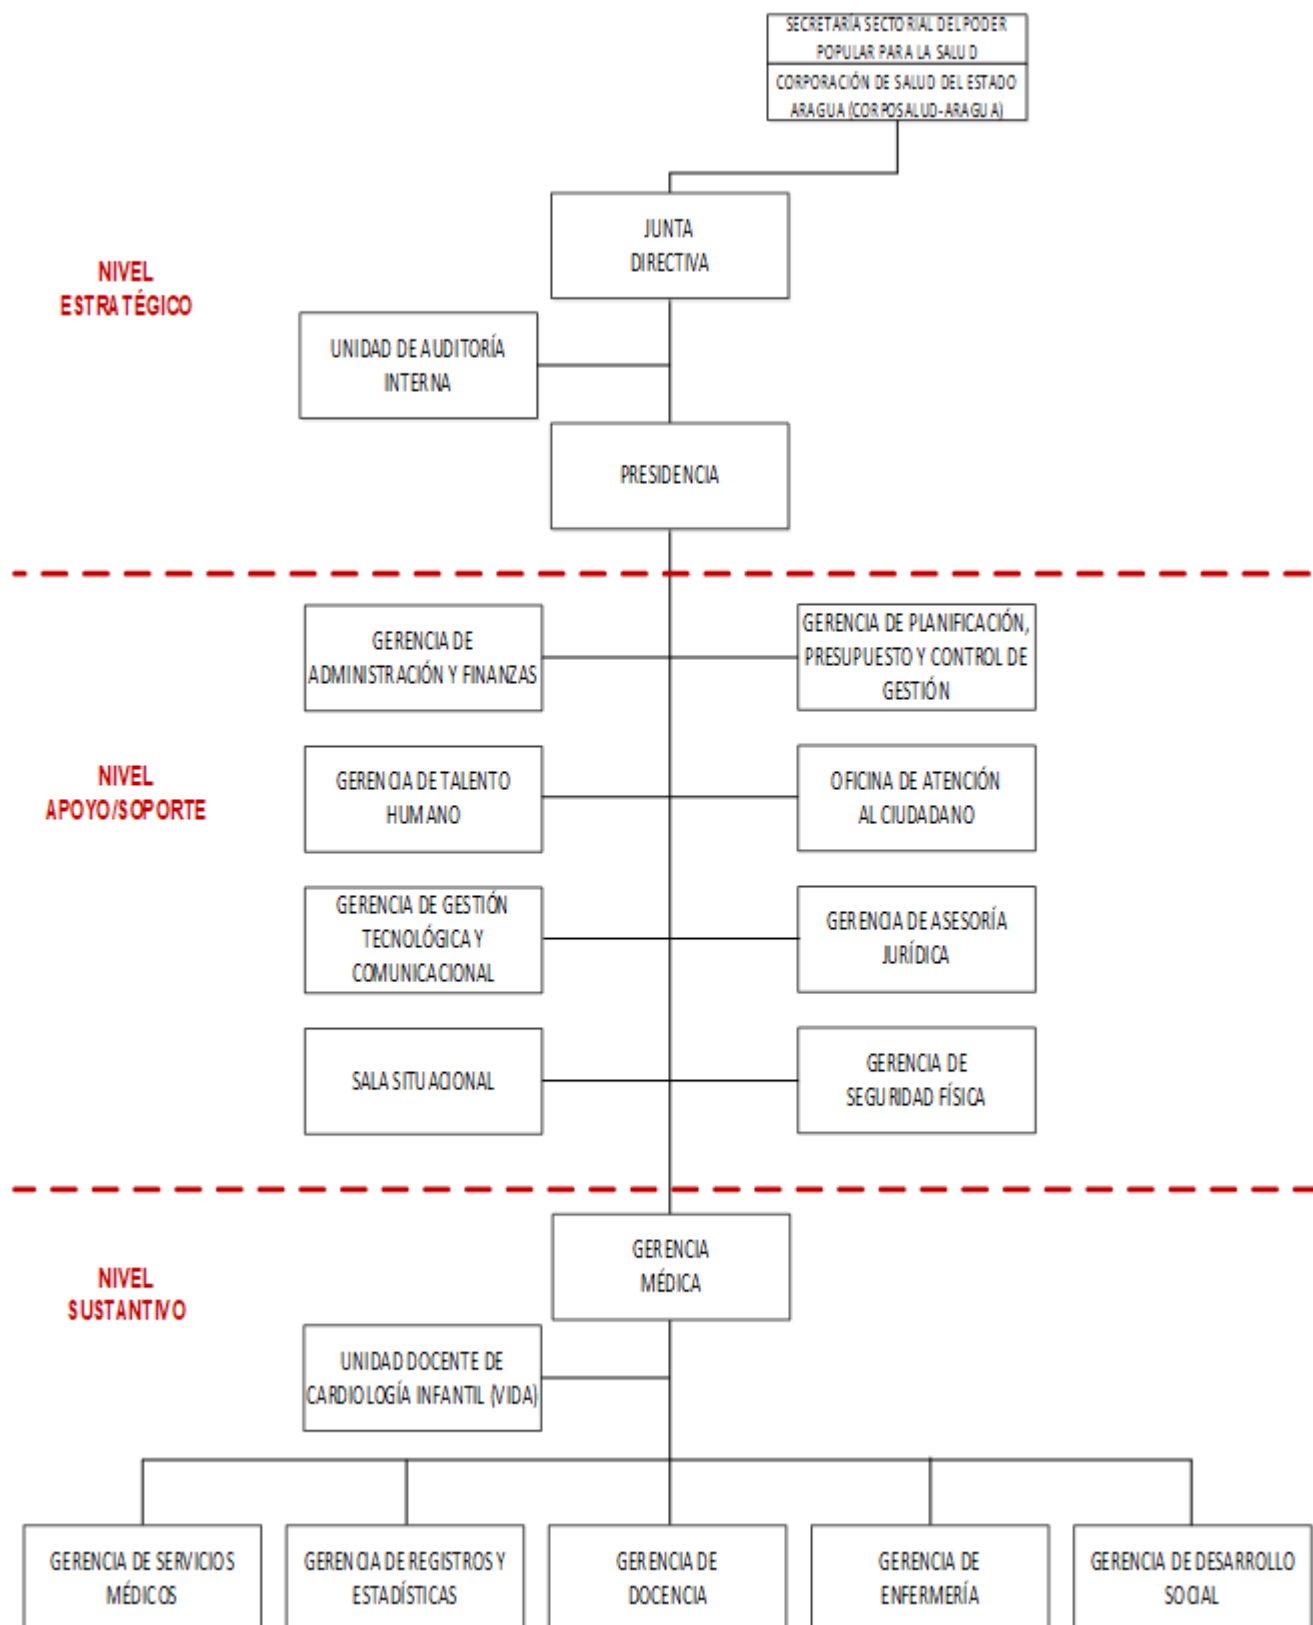 SECRETARÍA SECTORIAL DEL PODER
POPULAR PARA LA SALUD
CORPORACIÓN DE SALUD DEL ESTADO
ARAGUA (CORPOSALUD-ARAGUA)
JUNTA
DIRECTIVA
NIVEL
ESTRATÉGICO
UNIDAD DE AUDITORÍA
INTERNA
PRESIDENCIA
GERENCIA DE
ADMINISTRACIÓN Y FINANZAS
GERENCIA DE PLANIFICACIÓN,
PRESUPUESTO Y CONTROL DE
GESTIÓN
NIVEL
APOYO/SOPORTE
GERENCIA DE TALENTO
HUMANO
OFICINA DE ATENCIÓN
AL CIUDADANO
GERENCIA DE GESTIÓN
TECNOLÓGICA Y
COMUNICACIONAL
GERENCIA DE ASESORÍA
JURÍDICA
SALA SITUACIONAL
GERENCIA DE
SEGURIDAD FÍSICA
GERENCIA
MÉDICA
NIVEL
SUSTANTIVO
UNIDAD DOCENTE DE
CARDIOLOGÍA INFANTIL (VIDA)
GERENCIA DE SERVICIOS
MÉDICOS
GERENCIA DE REGISTROS Y
ESTADÍSTICAS
GERENCIA DE
DOCENCIA
GERENCIA DE
ENFERMERÍA
GERENCIA DE DESARROLLO
SOCIAL